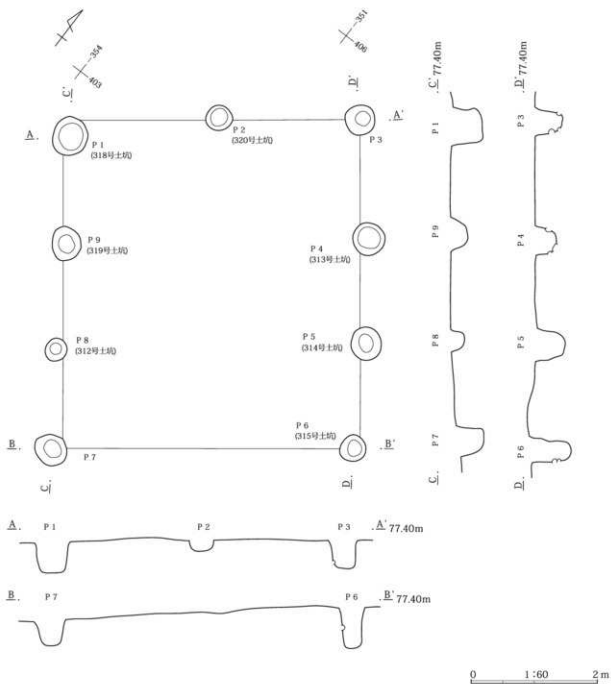 -354
403
-351
406
C'
D'
A
A'
P 1
(318号土坑)
P 2
(320号土坑)
P 3
P 9
(319号土坑)
P 4
(313号土坑)
P 8
(312号土坑)
P 5
(314号土坑)
P 6
(315号土坑)
B
B'
P 7
C
D
C' 77.40m
P 1
P 9
P 8
P 7
C
D' 77.40m
P 3
P 4
P 5
P 6
D
A P 1 P 2 P 3 A' 77.40m
B P 7 P 6 B' 77.40m
0 1:60 2 m